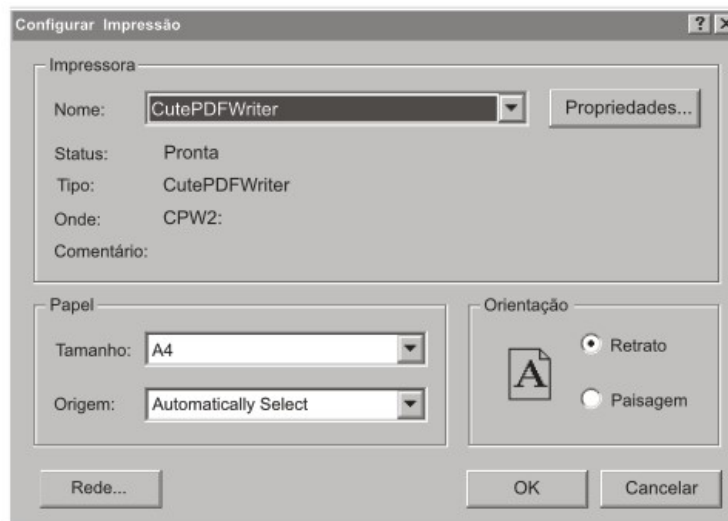 Configurar Impressão
Impressora
Nome: CutePDFWriter Propriedades...
Status: Pronta
Tipo: CutePDFWriter
Onde: CPW2:
Comentário:
Papel
Tamanho: A4
Origem: Automatically Select
Orientação
A
Retrato
Paisagem
Rede... OK Cancelar